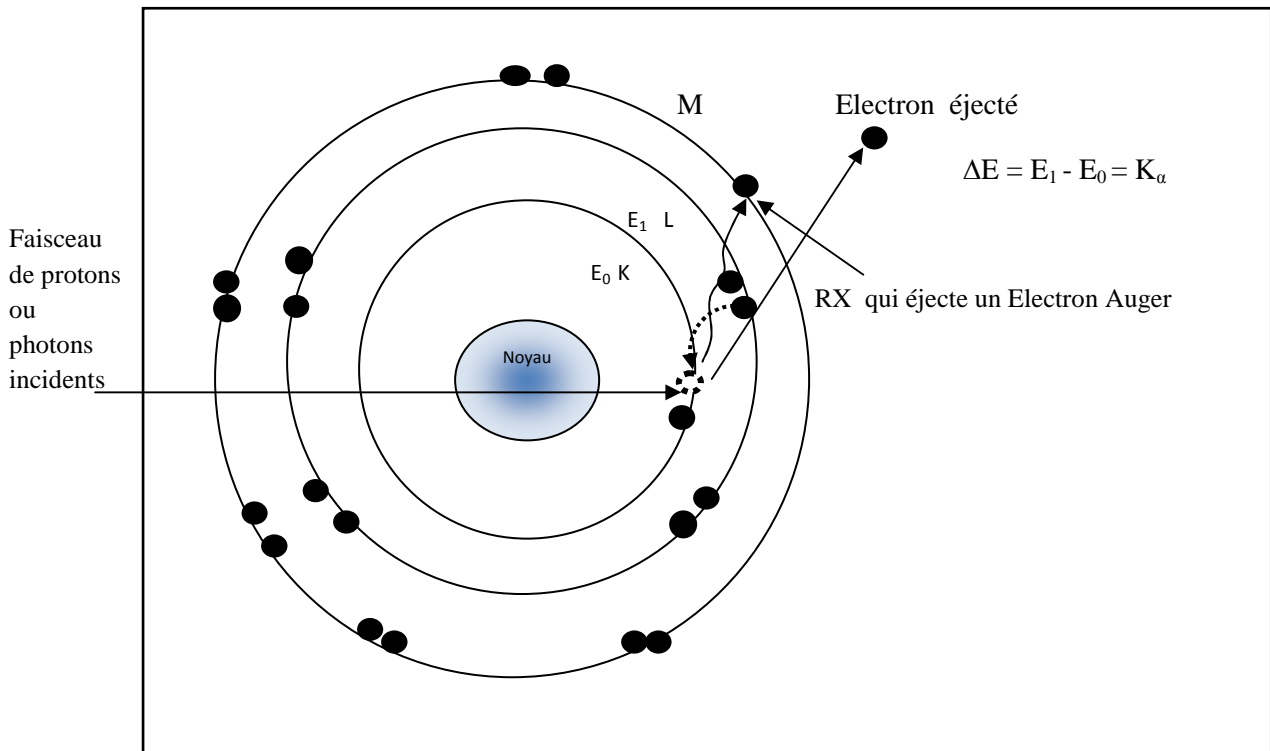 M
Electron éjecté
ΔE = E₁ - E₀ = Kα
E₁ L
Faisceau
de protons
ou
photons
incidents
E₀ K
RX qui éjecte un Electron Auger
Noyau